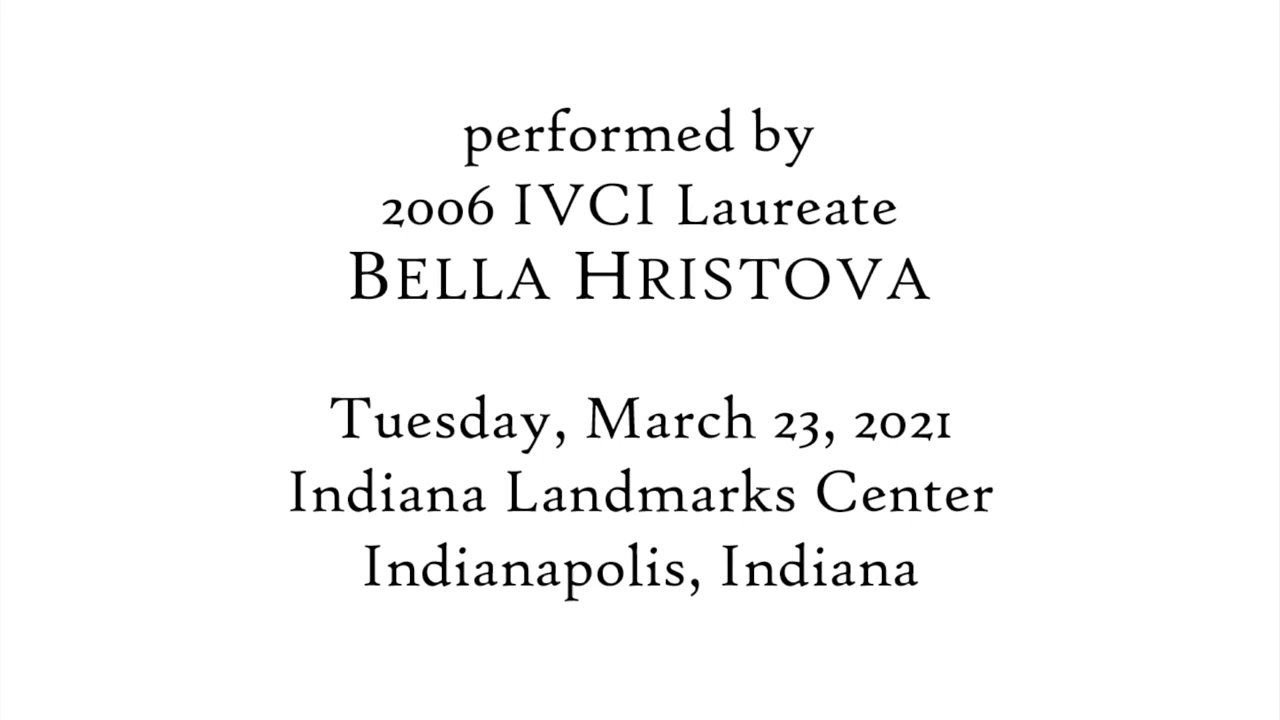 performed by
2006 IVCI Laureate
BELLA HRISTOVA
Tuesday, March 23, 2021
Indiana Landmarks Center
Indianapolis, Indiana